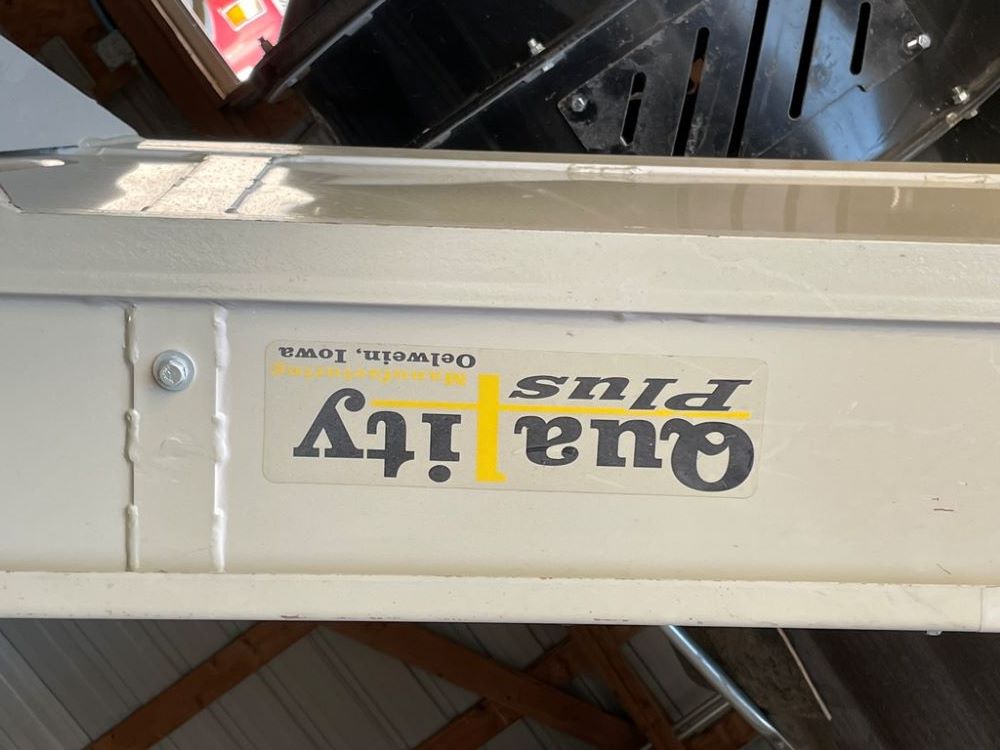 Quality
Plus
Manufacturing
Oelwein, Iowa